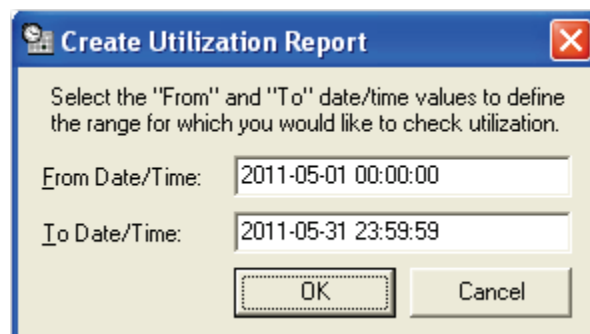 Create Utilization Report
Select the "From" and "To" date/time values to define
the range for which you would like to check utilization.
From Date/Time: 2011-05-01 00:00:00
To Date/Time: 2011-05-31 23:59:59
OK Cancel